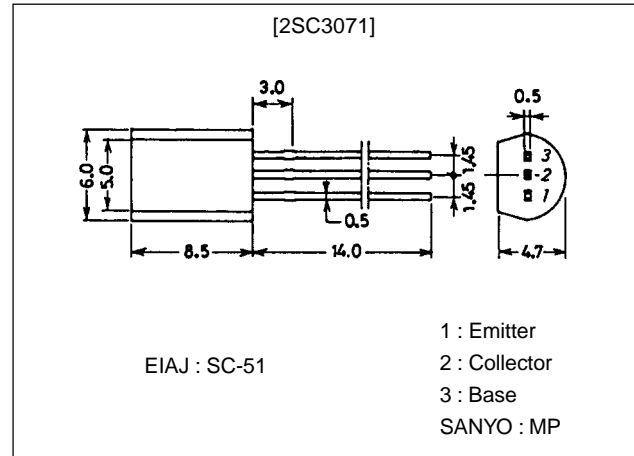 [2SC3071]
3.0
0.5
6.0
5.0
1.45
1.45
3
2
1
0.5
8.5
14.0
4.7
EIAJ : SC-51
1 : Emitter
2 : Collector
3 : Base
SANYO : MP